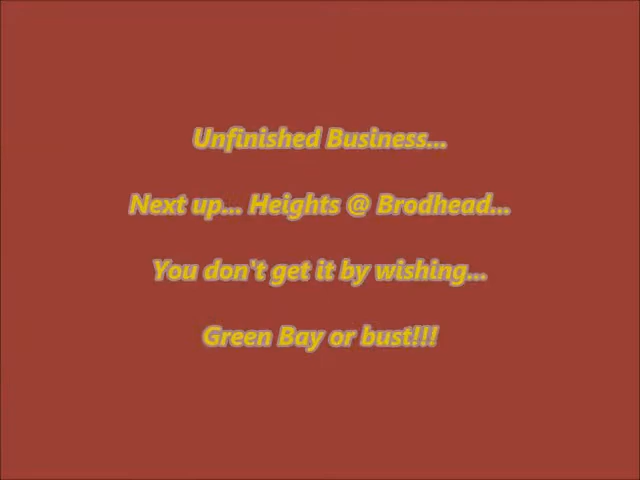 Unfinished Business...
Next up... Heights @ Brodhead...
You don't get it by wishing...
Green Bay or bust!!!